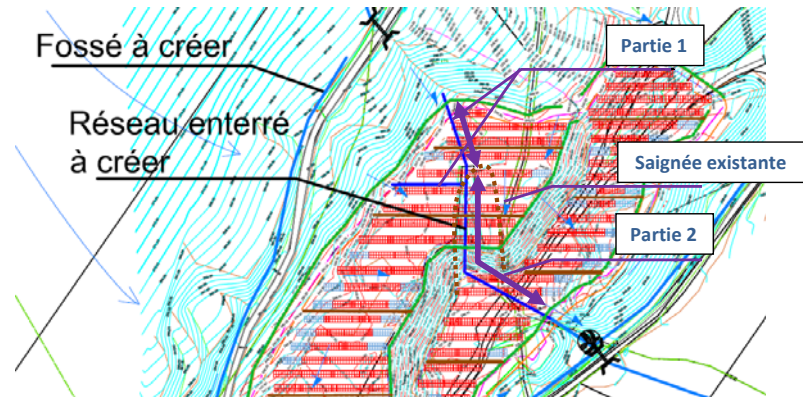 Partie 1
Fossé à créer
Réseau enterré
à créer
Saignée existante
Partie 2